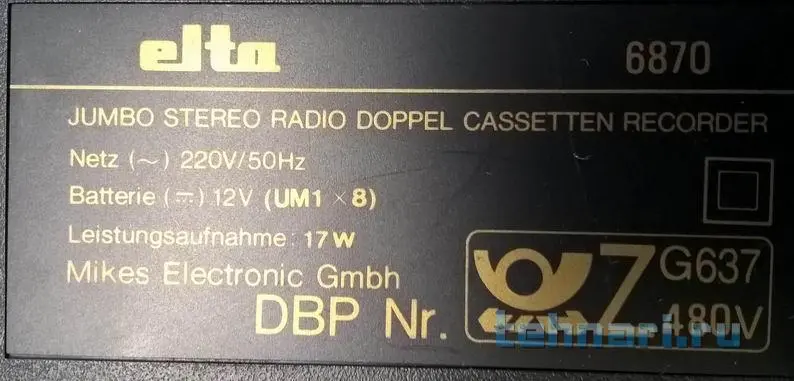 elta 6870
JUMBO STEREO RADIO DOPPEL CASSETTEN RECORDER
Netz (~) 220V/50Hz
Batterie (⎓) 12V (UM1 × 8)
Leistungsaufnahme: 17W
Mikes Electronic Gmbh
DBP Nr. Z G637
480V
tehnari.ru